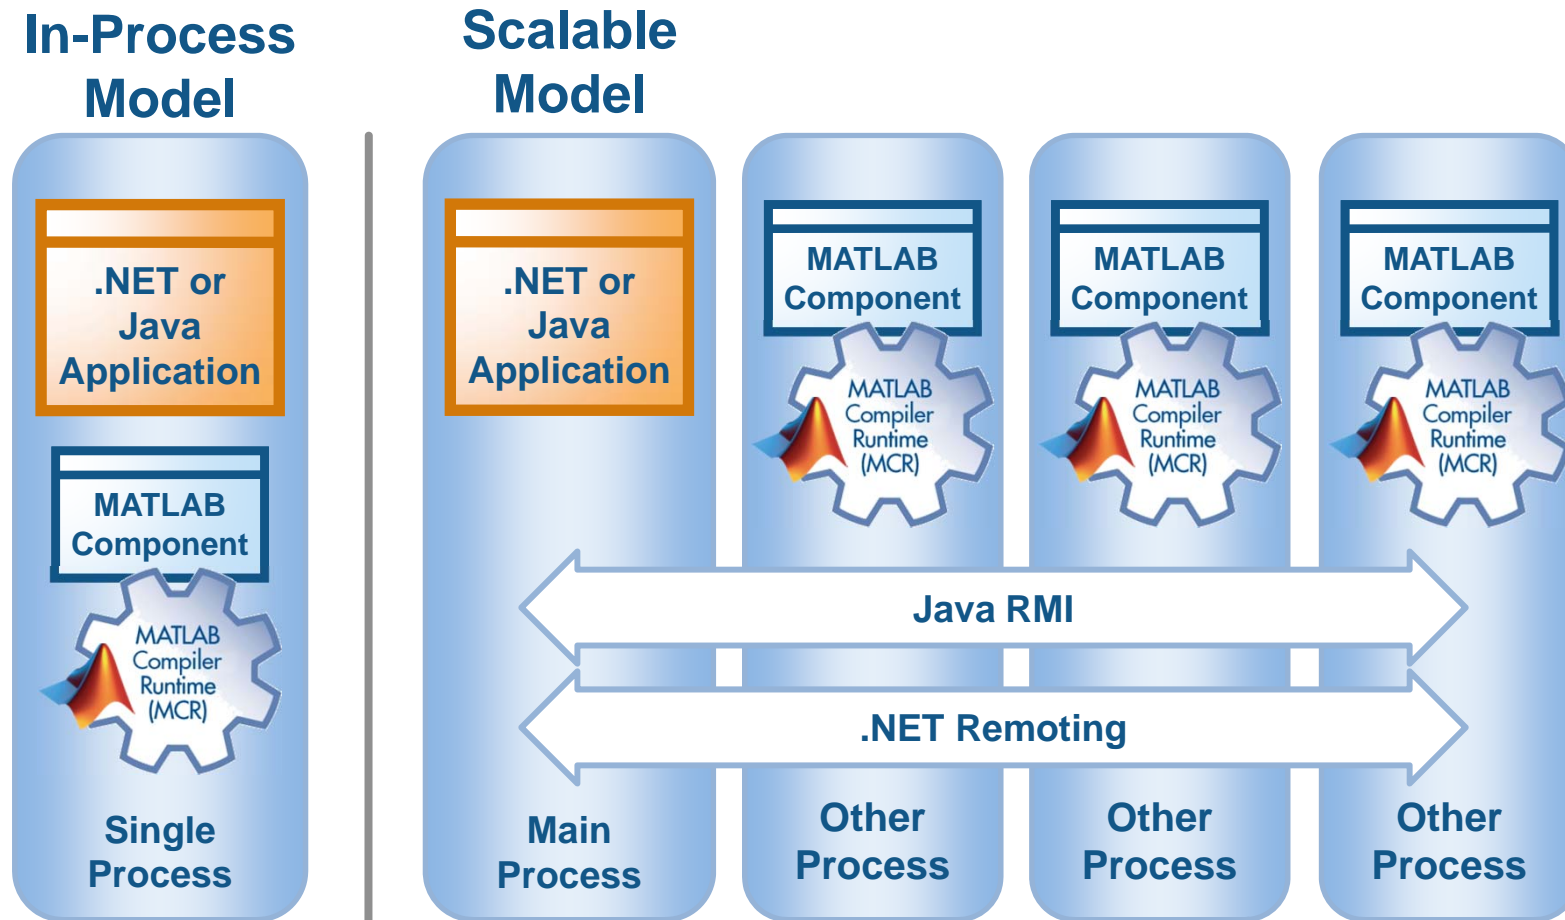 In-Process
Model
Scalable
Model
.NET or
Java
Application
MATLAB
Component
MATLAB
Compiler
Runtime
(MCR)
Single
Process
.NET or
Java
Application
Main
Process
MATLAB
Component
MATLAB
Compiler
Runtime
(MCR)
Other
Process
MATLAB
Component
MATLAB
Compiler
Runtime
(MCR)
Other
Process
MATLAB
Component
MATLAB
Compiler
Runtime
(MCR)
Other
Process
Java RMI
.NET Remoting